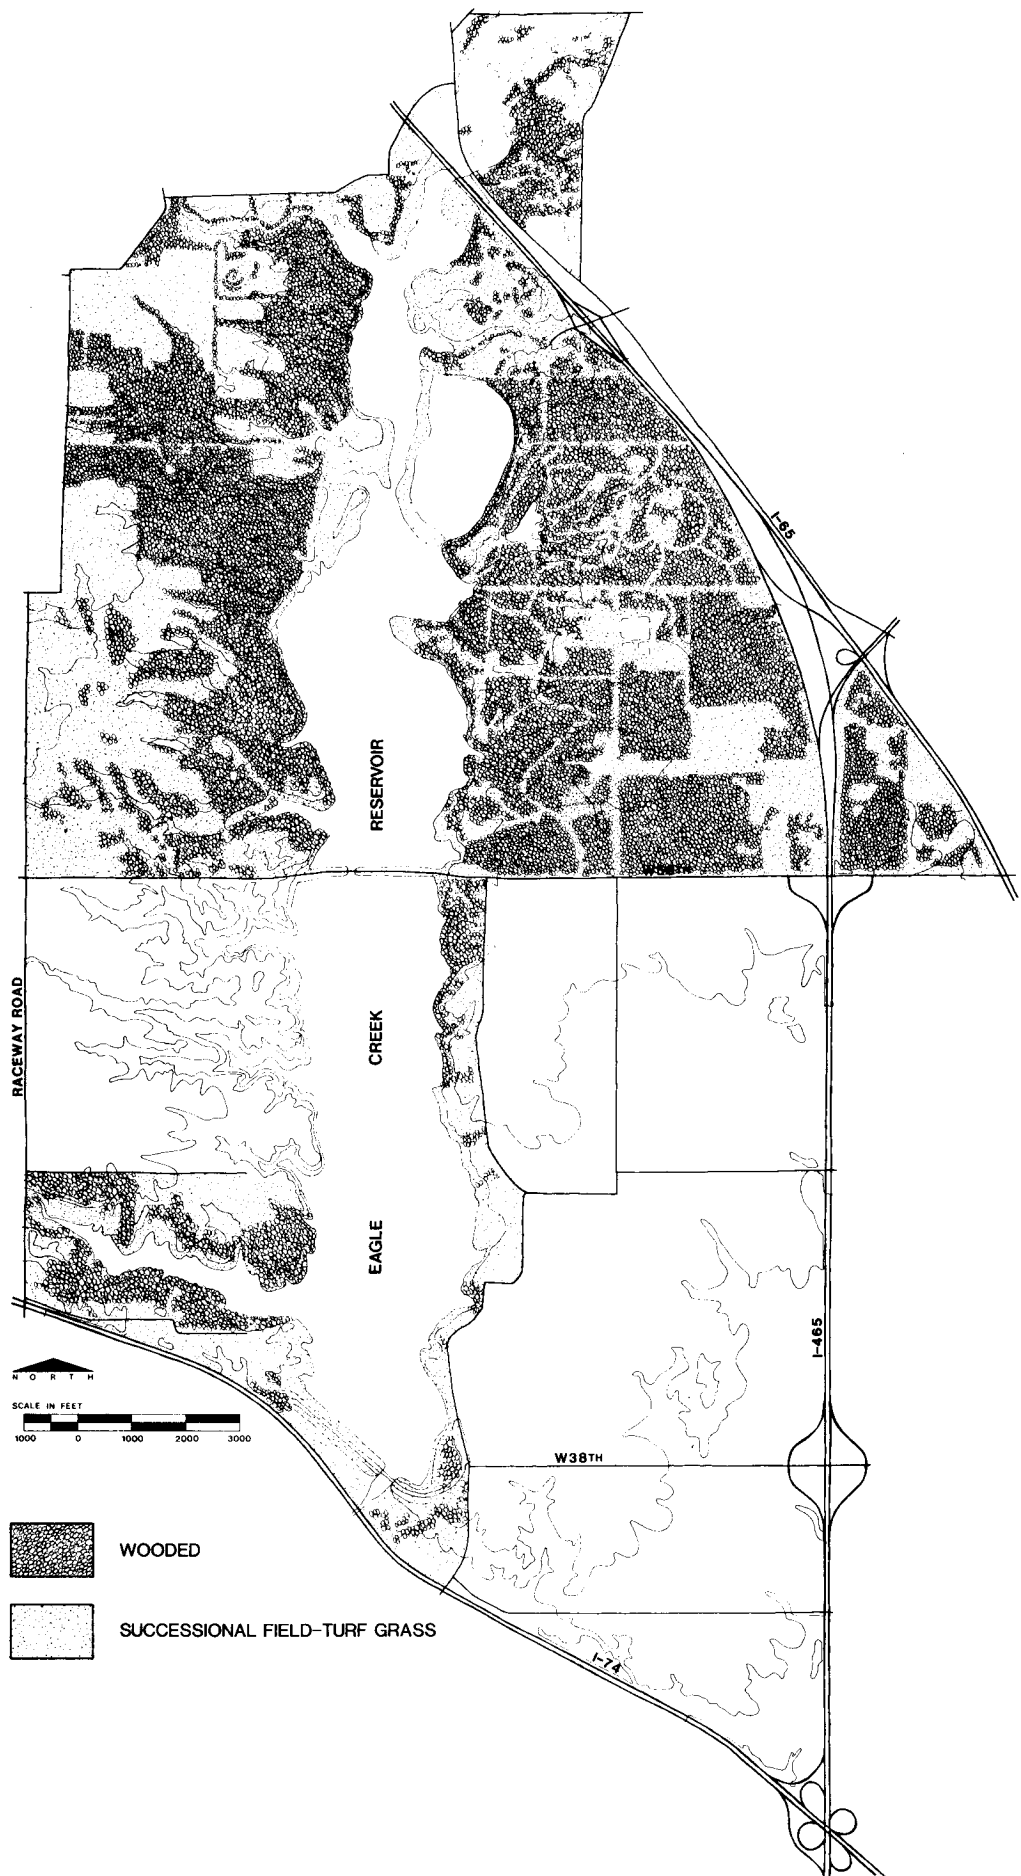 I-65
RESERVOIR
W56TH
CREEK
RACEWAY ROAD
EAGLE
I-465
NORTH
SCALE IN FEET
1000 0 1000 2000 3000
W38TH
WOODED
SUCCESSIONAL FIELD-TURF GRASS
I-74